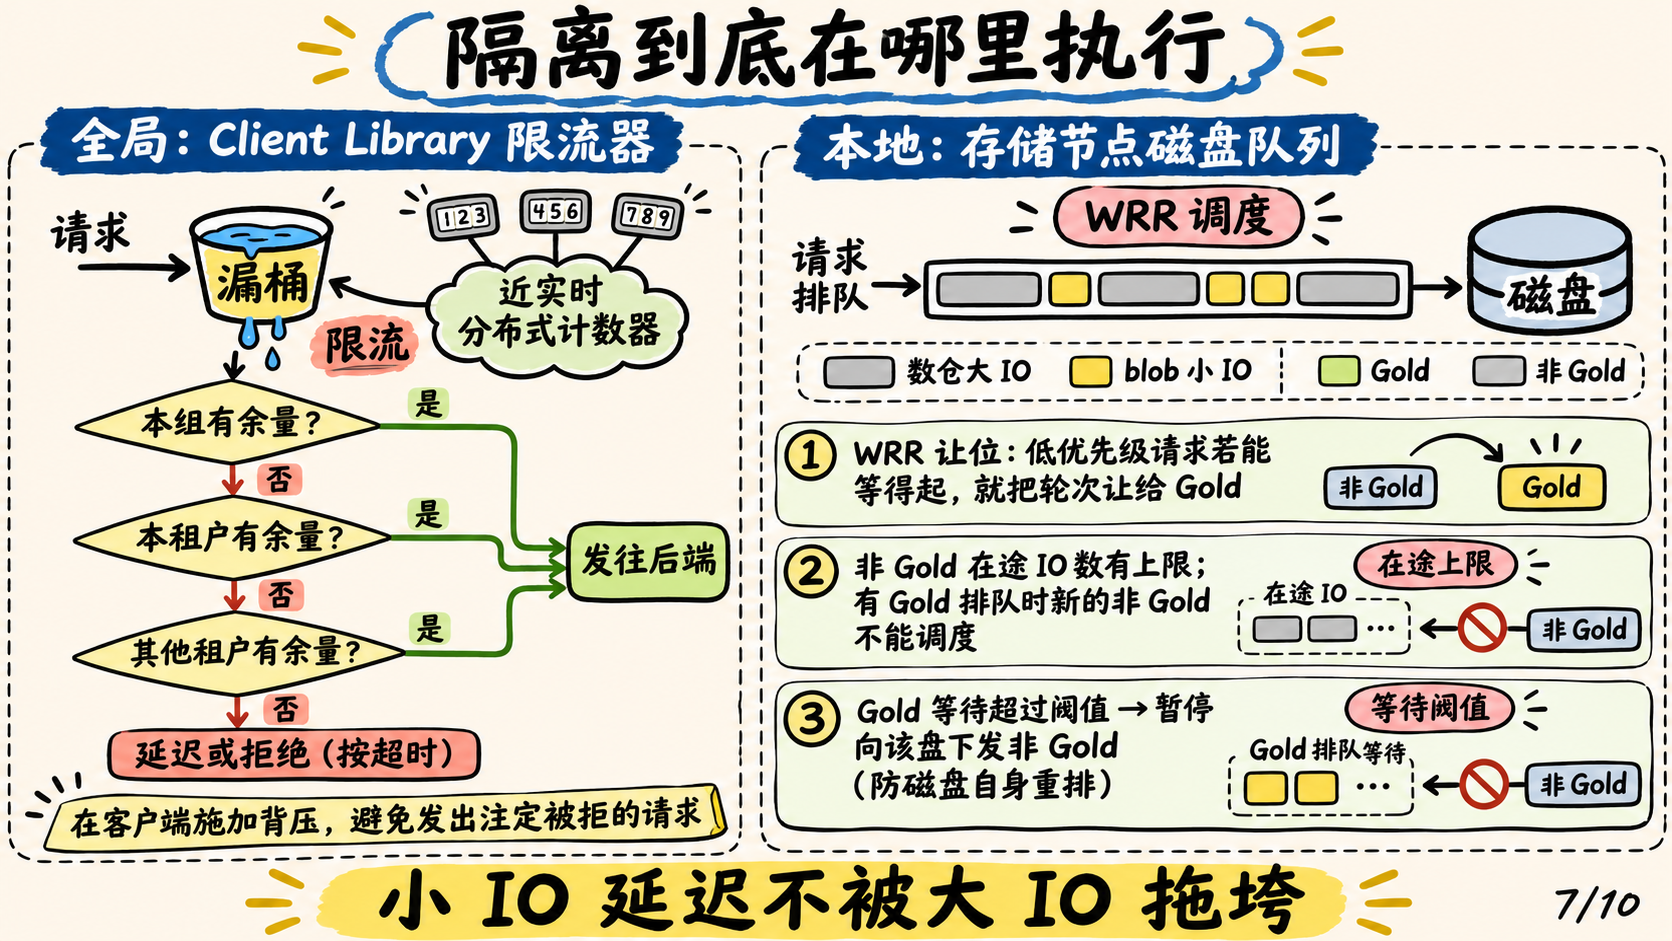 隔离到底在哪里执行
全局：Client Library 限流器
请求
漏桶
123
456
789
近实时
分布式计数器
限流
本组有余量？
是
否
本租户有余量？
是
否
其他租户有余量？
是
否
发往后端
延迟或拒绝（按超时）
在客户端施加背压，避免发出注定被拒的请求
本地：存储节点磁盘队列
WRR 调度
请求
排队
磁盘
数仓大 IO
blob 小 IO
Gold
非 Gold
1
WRR 让位：低优先级请求若能
等得起，就把轮次让给 Gold
非 Gold
Gold
2
非 Gold 在途 IO 数有上限；
有 Gold 排队时新的非 Gold
不能调度
在途上限
在途 IO
...
非 Gold
3
Gold 等待超过阈值 → 暂停
向该盘下发非 Gold
（防磁盘自身重排）
等待阈值
Gold 排队等待
...
非 Gold
小 IO 延迟不被大 IO 拖垮
7/10